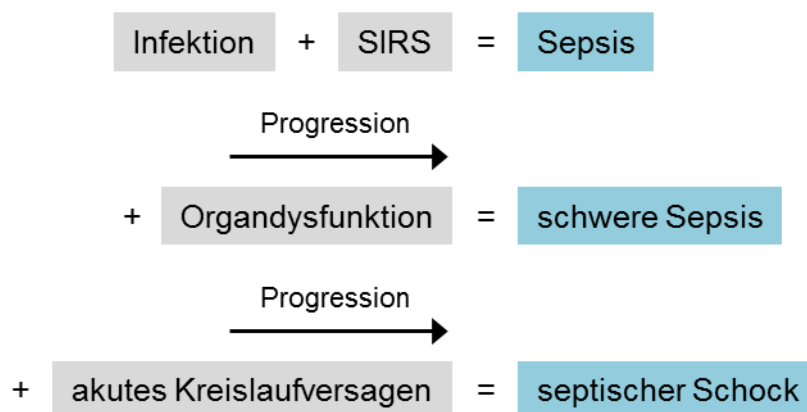 Infektion + SIRS = Sepsis
Progression
+ Organdysfunktion = schwere Sepsis
Progression
+ akutes Kreislaufversagen = septischer Schock